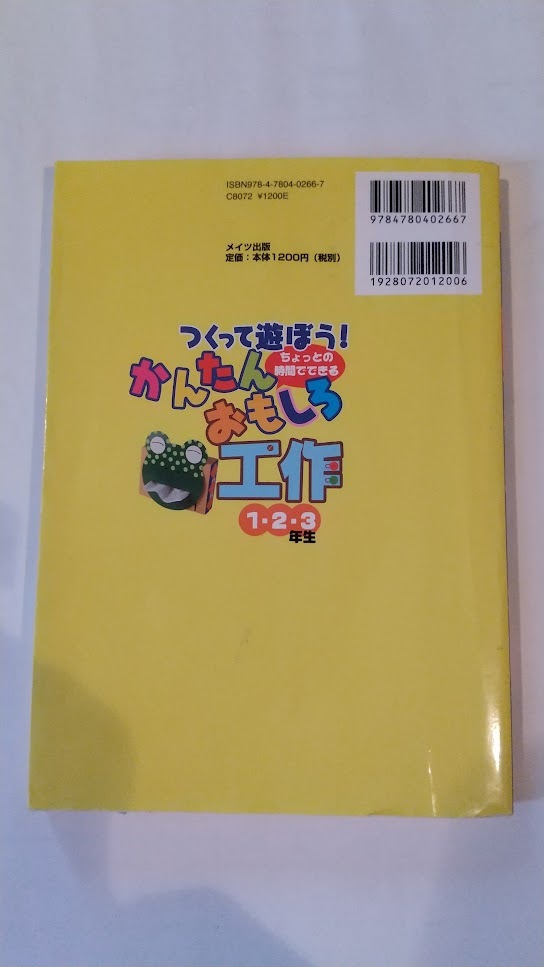 ISBN978-4-7804-0266-7
C8072 ¥1200E
9784780402667
メイツ出版
定価：本体1200円（税別）
1928072012006
つくって遊ぼう！
ちょっとの
時間でできる
かんたん
おもしろ
工作
1・2・3
年生